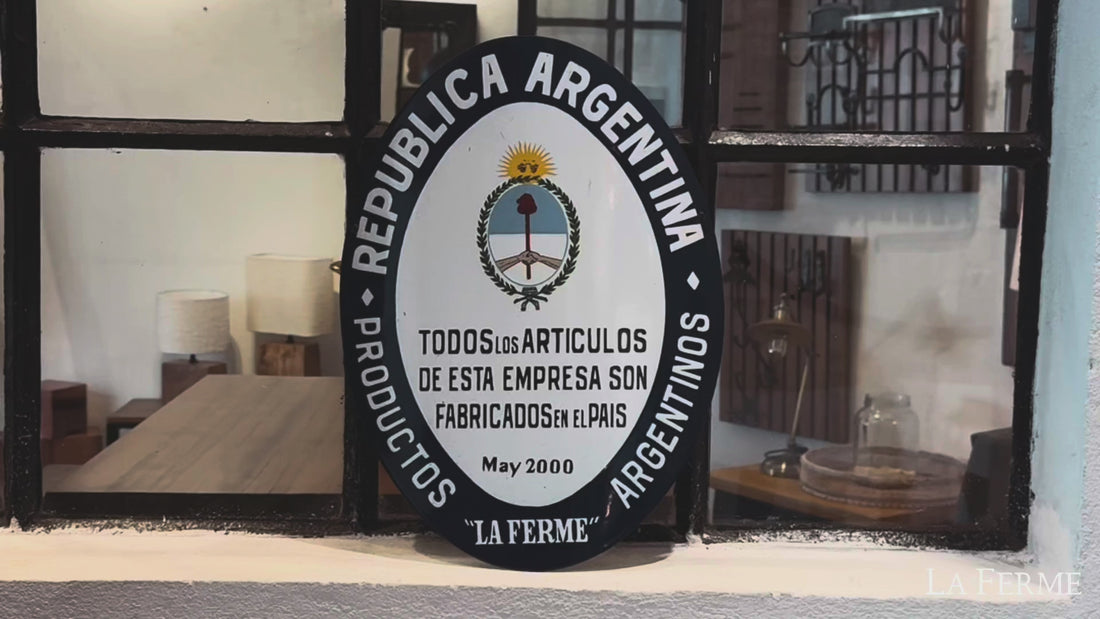 REPUBLICA ARGENTINA
TODOS LOS ARTICULOS
DE ESTA EMPRESA SON
FABRICADOS EN EL PAIS
May 2000
PRODUCTOS ARGENTINOS
"LA FERME"
LA FERME